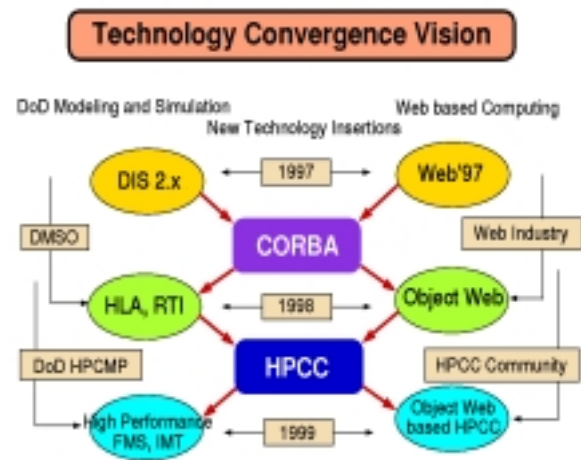 Technology Convergence Vision
DoD Modeling and Simulation
Web based Computing
New Technology Insertions
DIS 2.x
1997
Web'97
DMSO
CORBA
Web Industry
HLA, RTI
1998
Object Web
DoD HPCMP
HPCC
HPCC Community
High Performance
FMS, IMT
1999
Object Web
based HPCC